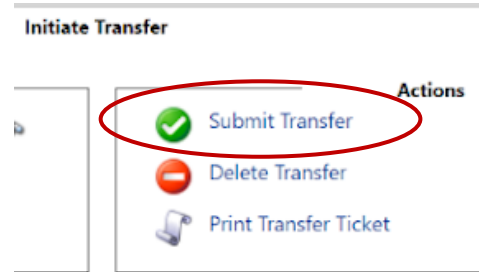 Initiate Transfer
Actions
Submit Transfer
Delete Transfer
Print Transfer Ticket